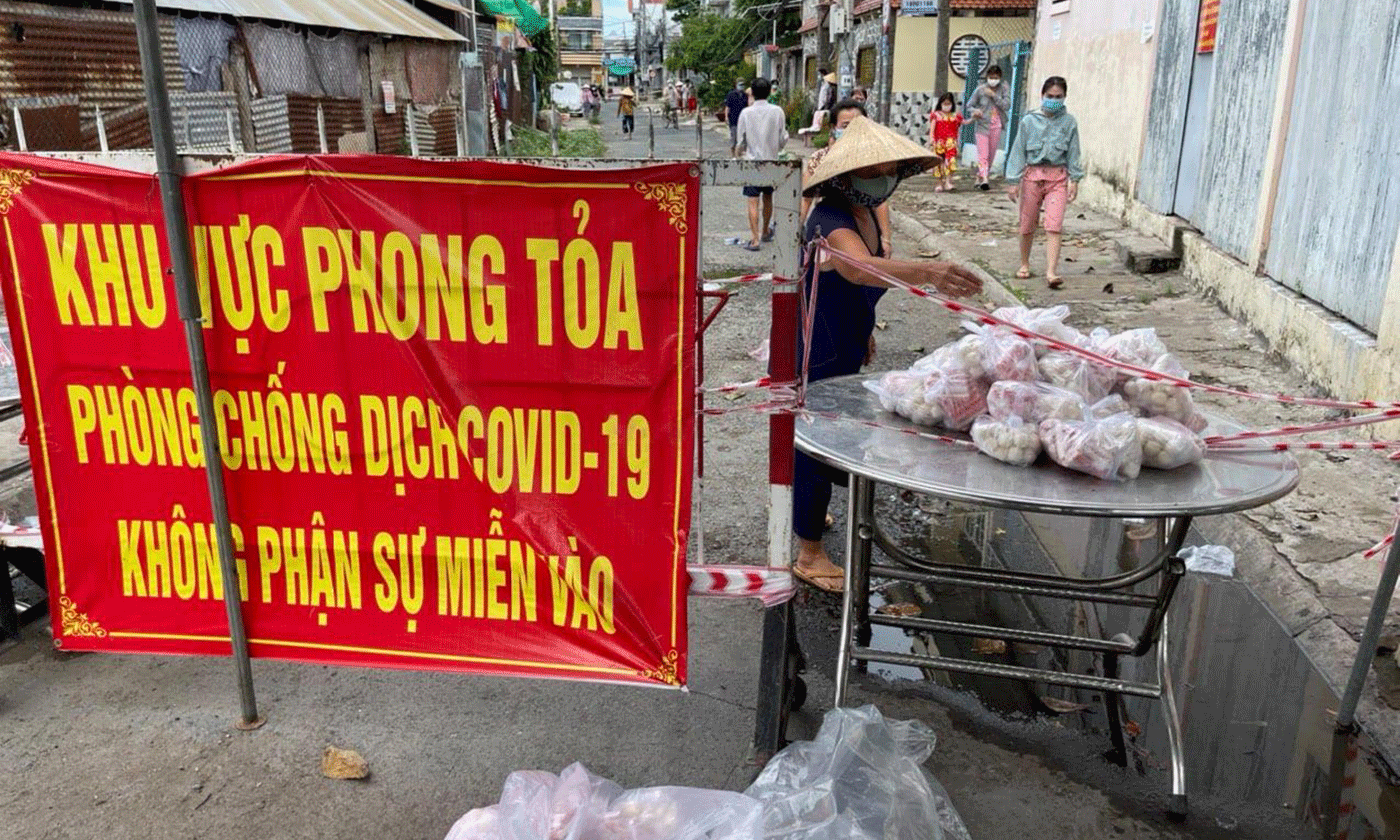 KHU VỰC PHONG TỎA
PHÒNG CHỐNG DỊCH COVID-19
KHÔNG PHẬN SỰ MIỄN VÀO